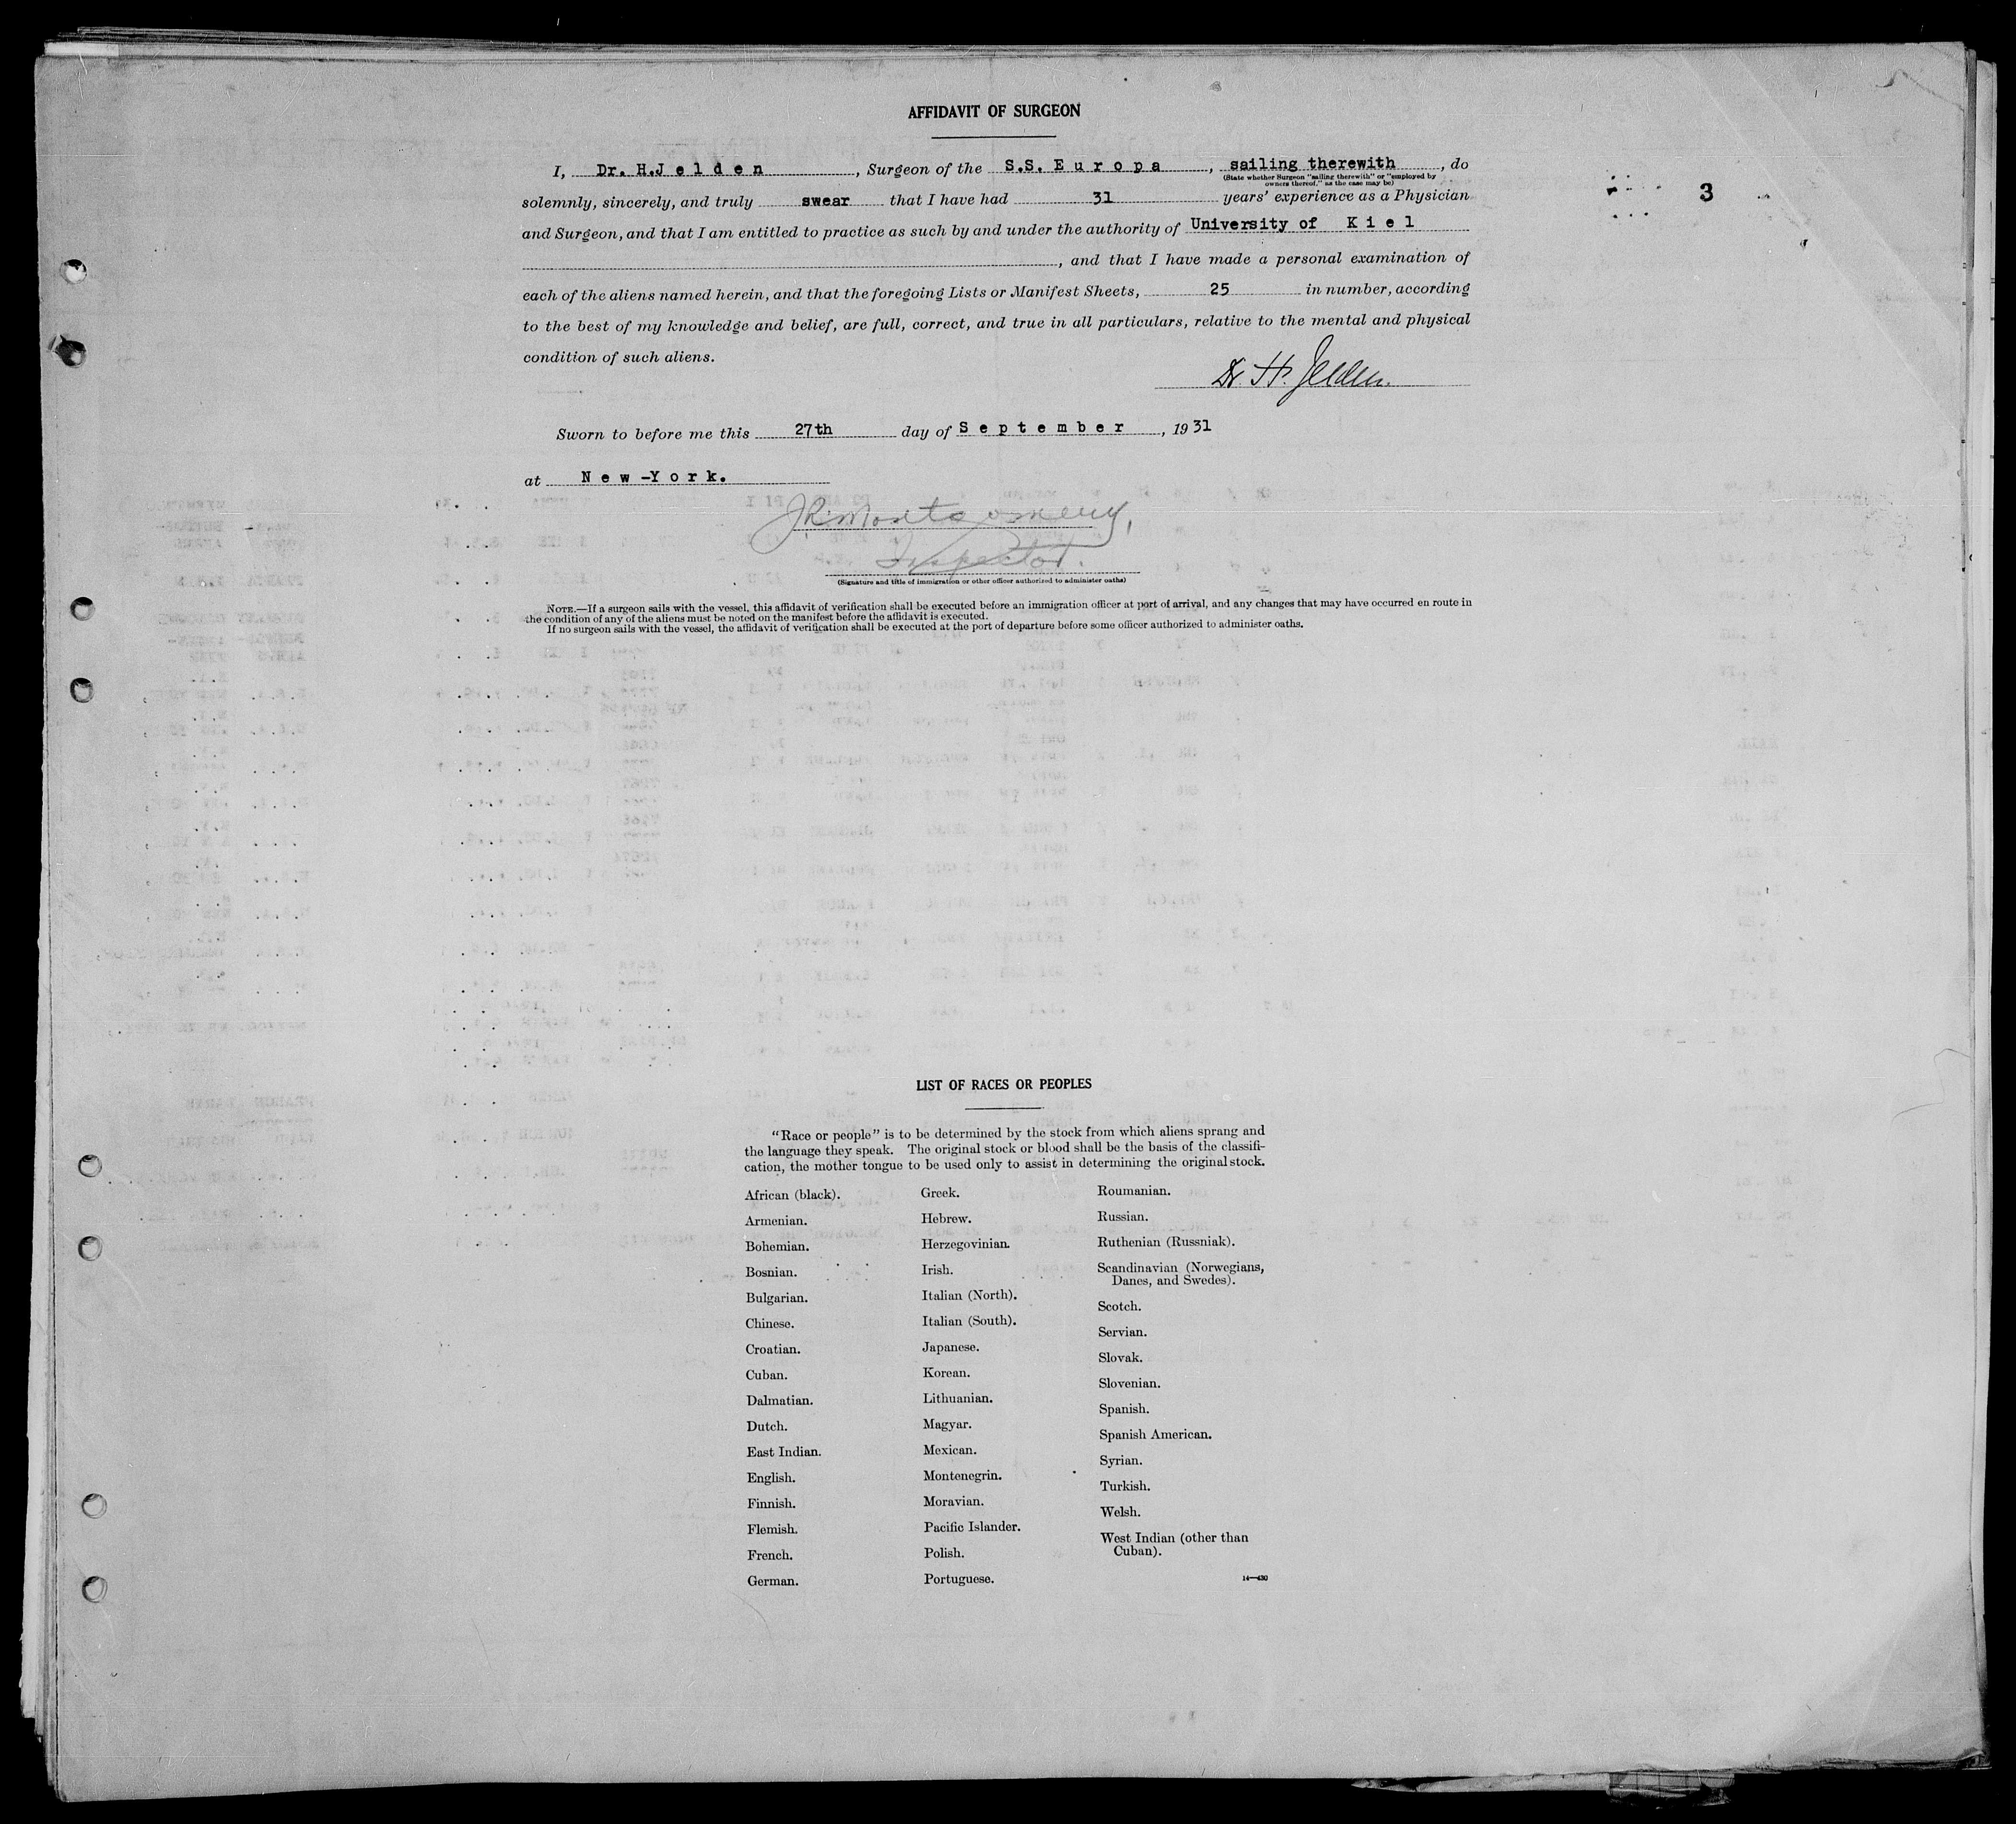 AFFIDAVIT OF SURGEON
I, Dr. H.Jelden, Surgeon of the S.S. Europa, sailing therewith, do
(State whether Surgeon "sailing therewith" or "employed by
owners thereof," as the case may be)
3
solemnly, sincerely, and truly swear that I have had 31 years' experience as a Physician
and Surgeon, and that I am entitled to practice as such by and under the authority of University of Kiel
, and that I have made a personal examination of
each of the aliens named herein, and that the foregoing Lists or Manifest Sheets, 25 in number, according
to the best of my knowledge and belief, are full, correct, and true in all particulars, relative to the mental and physical
condition of such aliens.
Dr. H. Jelden.
Sworn to before me this 27th day of September, 1931
at New-York.
JR Montgomery,
Inspector.
(Signature and title of immigration or other officer authorized to administer oaths)
NOTE.—If a surgeon sails with the vessel, this affidavit of verification shall be executed before an immigration officer at port of arrival, and any changes that may have occurred en route in
the condition of any of the aliens must be noted on the manifest before the affidavit is executed.
If no surgeon sails with the vessel, the affidavit of verification shall be executed at the port of departure before some officer authorized to administer oaths.
LIST OF RACES OR PEOPLES
"Race or people" is to be determined by the stock from which aliens sprang and
the language they speak. The original stock or blood shall be the basis of the classifi-
cation, the mother tongue to be used only to assist in determining the original stock.
African (black).
Armenian.
Bohemian.
Bosnian.
Bulgarian.
Chinese.
Croatian.
Cuban.
Dalmatian.
Dutch.
East Indian.
English.
Finnish.
Flemish.
French.
German.
Greek.
Hebrew.
Herzegovinian.
Irish.
Italian (North).
Italian (South).
Japanese.
Korean.
Lithuanian.
Magyar.
Mexican.
Montenegrin.
Moravian.
Pacific Islander.
Polish.
Portuguese.
Roumanian.
Russian.
Ruthenian (Russniak).
Scandinavian (Norwegians,
Danes, and Swedes).
Scotch.
Servian.
Slovak.
Slovenian.
Spanish.
Spanish American.
Syrian.
Turkish.
Welsh.
West Indian (other than
Cuban).
14—430